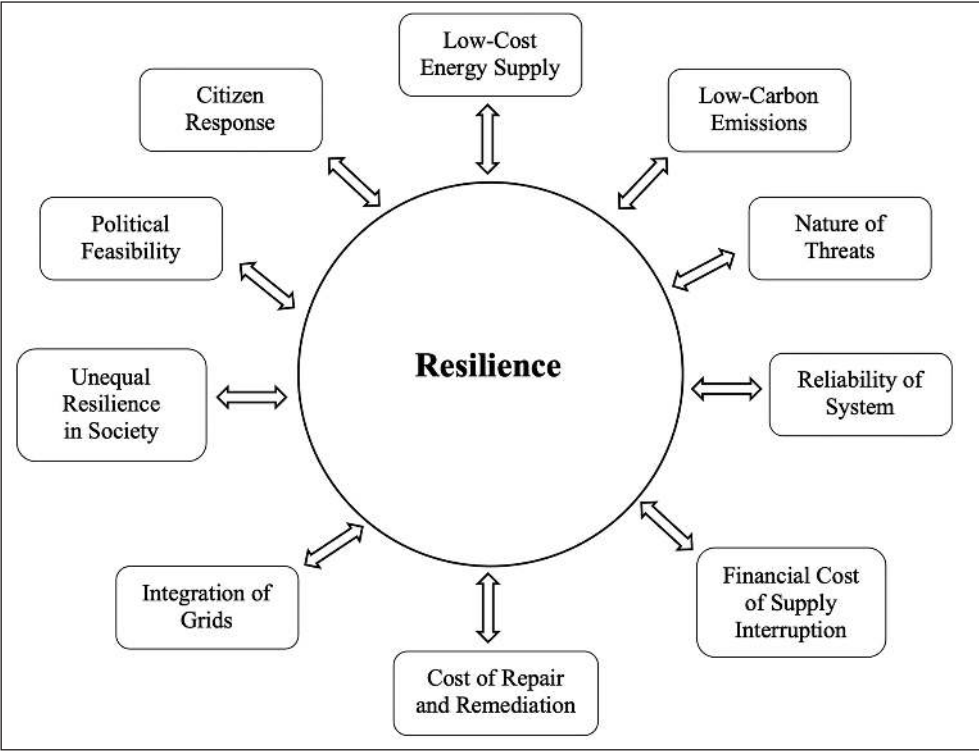 Low-Cost
Energy Supply
Citizen
Response
Low-Carbon
Emissions
Political
Feasibility
Nature of
Threats
Resilience
Unequal
Resilience
in Society
Reliability of
System
Integration of
Grids
Financial Cost
of Supply
Interruption
Cost of Repair
and Remediation